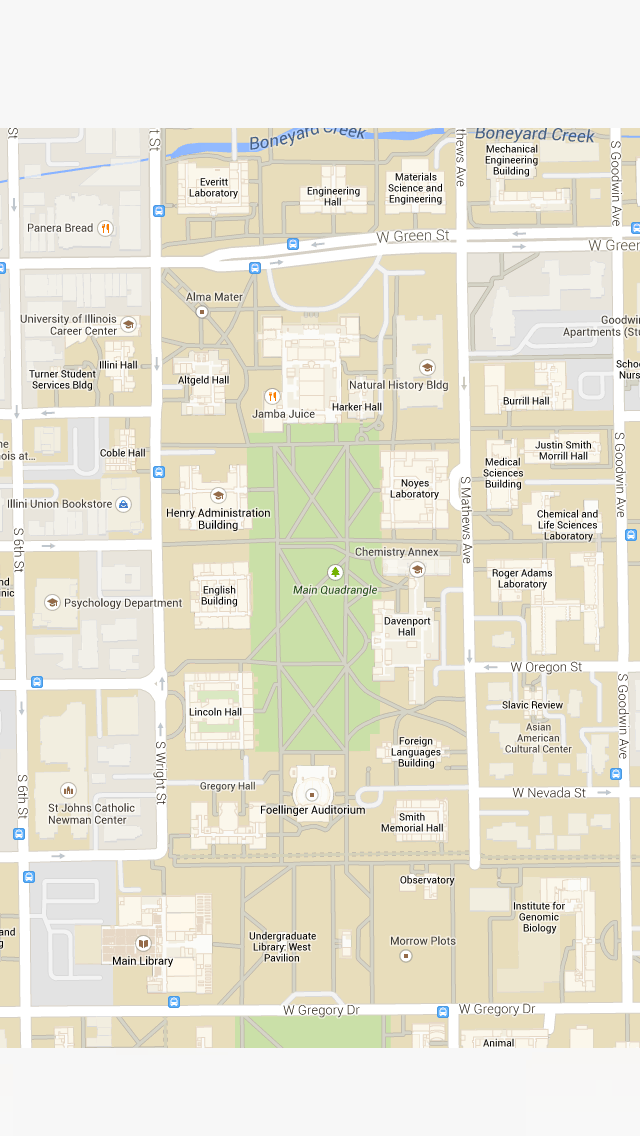 St
t St
Boneyard Creek
thews Ave
Boneyard Creek
Mechanical
Engineering
Building
S Goodwin Ave
Everitt
Laboratory
Engineering
Hall
Materials
Science and
Engineering
Panera Bread
W Green St
W Green
Alma Mater
University of Illinois
Career Center
Goodwin
Apartments (Stu
Illini Hall
Turner Student
Services Bldg
Altgeld Hall
Natural History Bldg
Schoo
Nurs
Jamba Juice
Harker Hall
Burrill Hall
ne
ois at...
Coble Hall
Justin Smith
Morrill Hall
Medical
Sciences
Building
S Goodwin Ave
Noyes
Laboratory
S Mathews Ave
Illini Union Bookstore
Henry Administration
Building
Chemical and
Life Sciences
Laboratory
S 6th St
Chemistry Annex
Roger Adams
Laboratory
nd
inic
Main Quadrangle
English
Building
Psychology Department
Davenport
Hall
W Oregon St
S Goodwin Ave
Lincoln Hall
Slavic Review
Asian
American
Cultural Center
S Wright St
Foreign
Languages
Building
S 6th St
Gregory Hall
W Nevada St
St Johns Catholic
Newman Center
Foellinger Auditorium
Smith
Memorial Hall
Observatory
Institute for
Genomic
Biology
and
g
Main Library
Undergraduate
Library: West
Pavilion
Morrow Plots
W Gregory Dr
W Gregory Dr
Animal